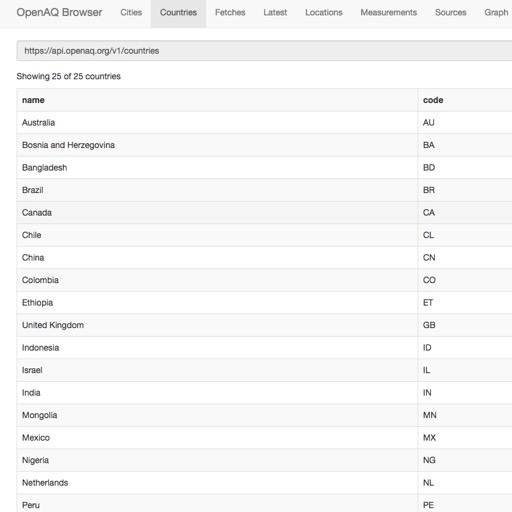 OpenAQ Browser Cities Countries Fetches Latest Locations Measurements Sources Graph
https://api.openaq.org/v1/countries
Showing 25 of 25 countries
name code
Australia AU
Bosnia and Herzegovina BA
Bangladesh BD
Brazil BR
Canada CA
Chile CL
China CN
Colombia CO
Ethiopia ET
United Kingdom GB
Indonesia ID
Israel IL
India IN
Mongolia MN
Mexico MX
Nigeria NG
Netherlands NL
Peru PE